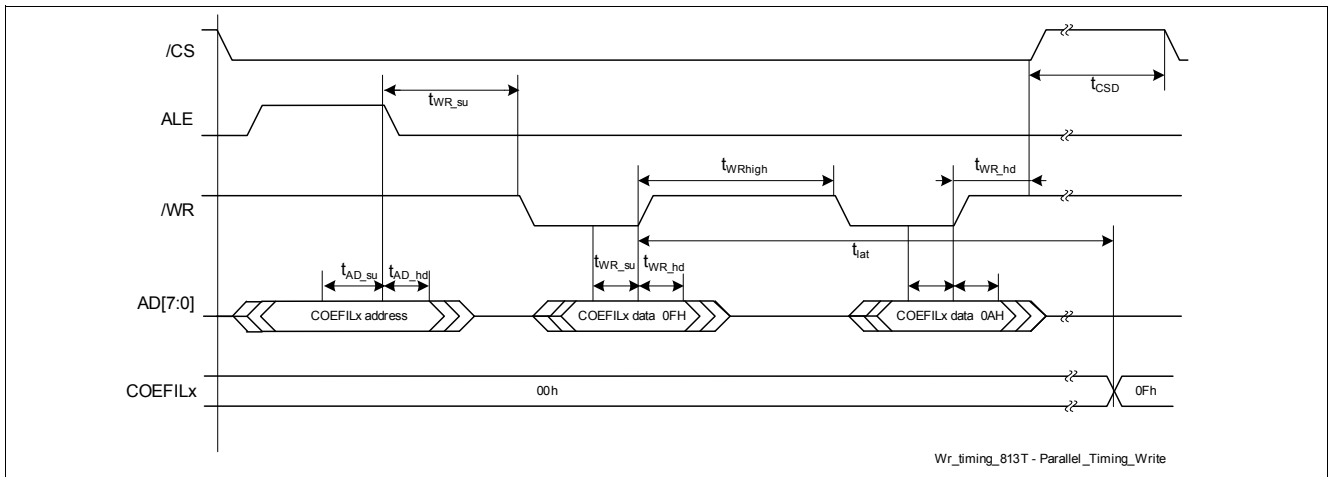 /CS
tCSD
tWR_su
ALE
tWRhigh
tWR_hd
/WR
tlat
tAD_su
tAD_hd
tWR_su
tWR_hd
AD[7:0]
COEFILx address
COEFILx data 0FH
COEFILx data 0AH
COEFILx
00h
0Fh
Wr_timing_813T - Parallel_Timing_Write